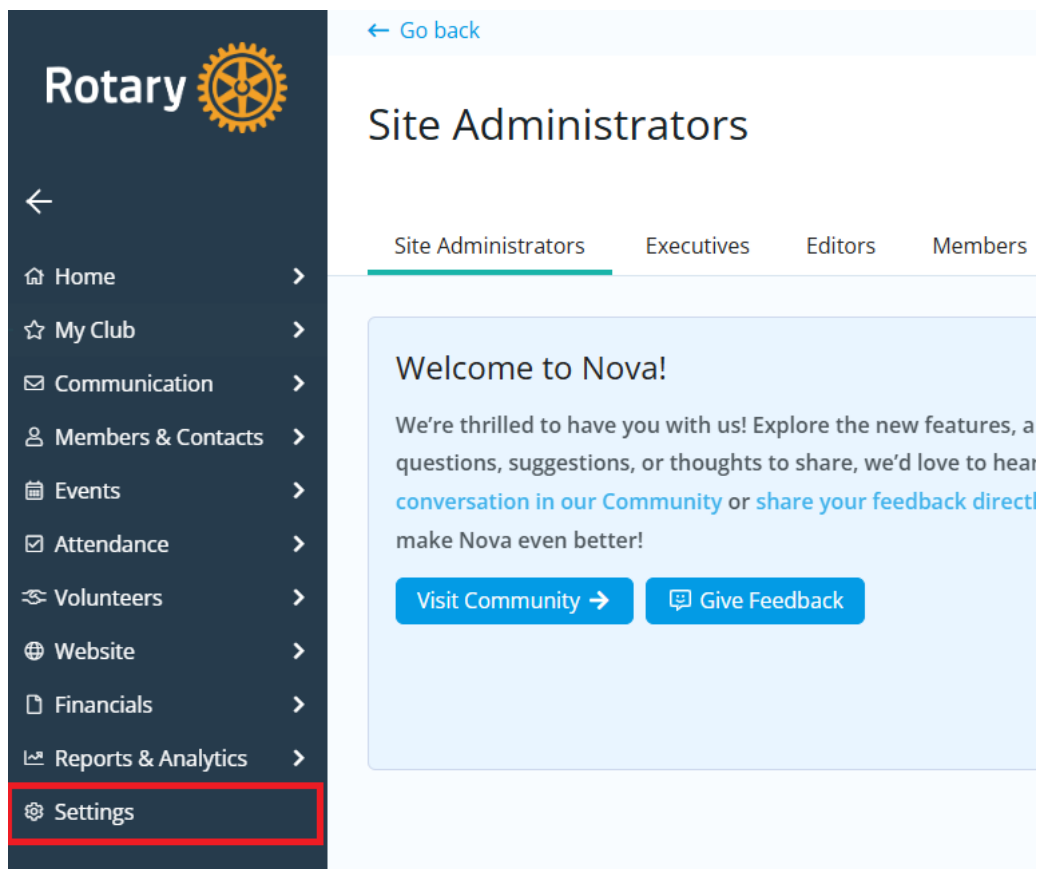 ← Go back
Rotary
Site Administrators
←
Site Administrators Executives Editors Members
Home
My Club
Communication
Members & Contacts
Events
Attendance
Volunteers
Website
Financials
Reports & Analytics
Settings
Welcome to Nova!
We're thrilled to have you with us! Explore the new features, a
questions, suggestions, or thoughts to share, we'd love to hear
conversation in our Community or share your feedback directl
make Nova even better!
Visit Community → Give Feedback